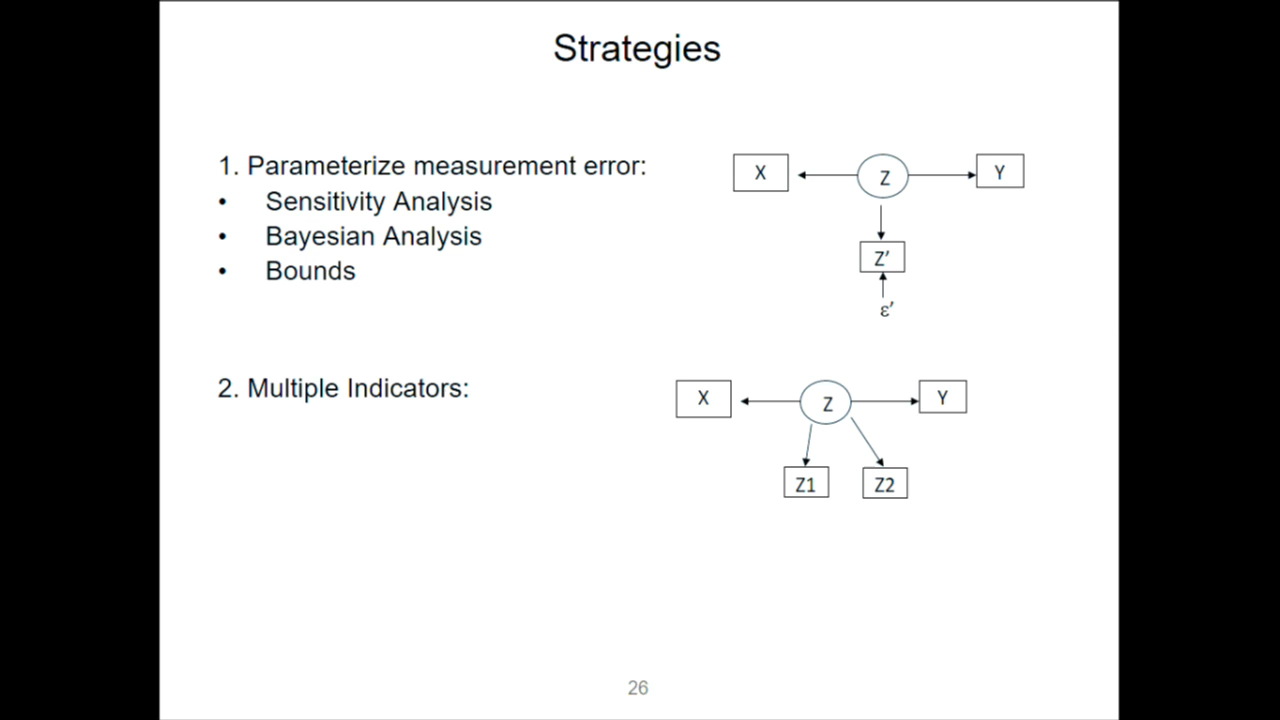 Strategies
1. Parameterize measurement error:
• Sensitivity Analysis
• Bayesian Analysis
• Bounds
X
Z
Y
Z’
ε’
2. Multiple Indicators:
X
Z
Y
Z1
Z2
26